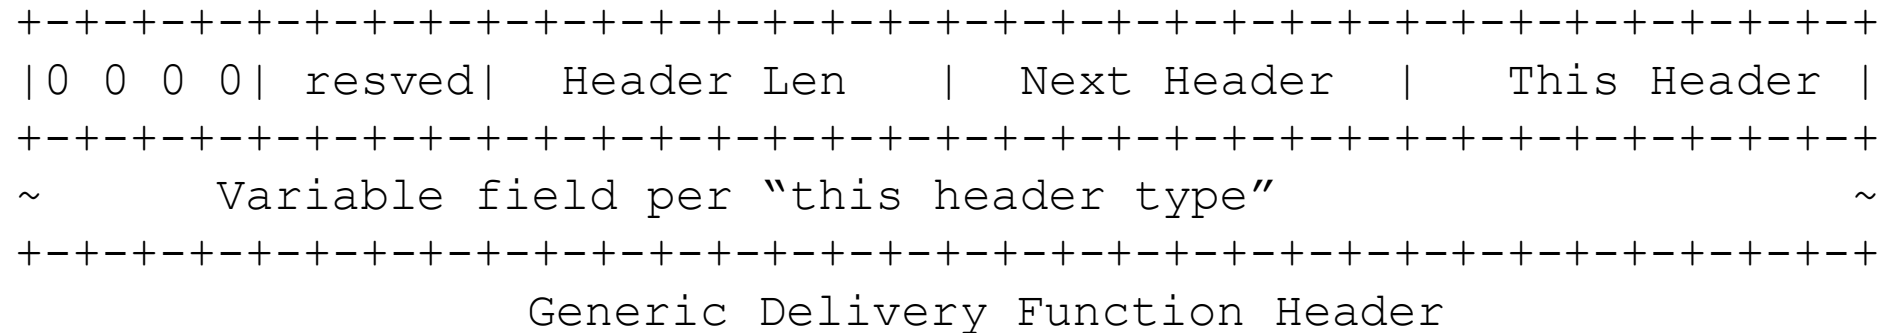 +-+-+-+-+-+-+-+-+-+-+-+-+-+-+-+-+-+-+-+-+-+-+-+-+-+-+-+-+-+-+-+-+
|0 0 0 0| resved|  Header Len   |  Next Header  |   This Header |
+-+-+-+-+-+-+-+-+-+-+-+-+-+-+-+-+-+-+-+-+-+-+-+-+-+-+-+-+-+-+-+-+
~      Variable field per “this header type”                    ~
+-+-+-+-+-+-+-+-+-+-+-+-+-+-+-+-+-+-+-+-+-+-+-+-+-+-+-+-+-+-+-+-+
Generic Delivery Function Header